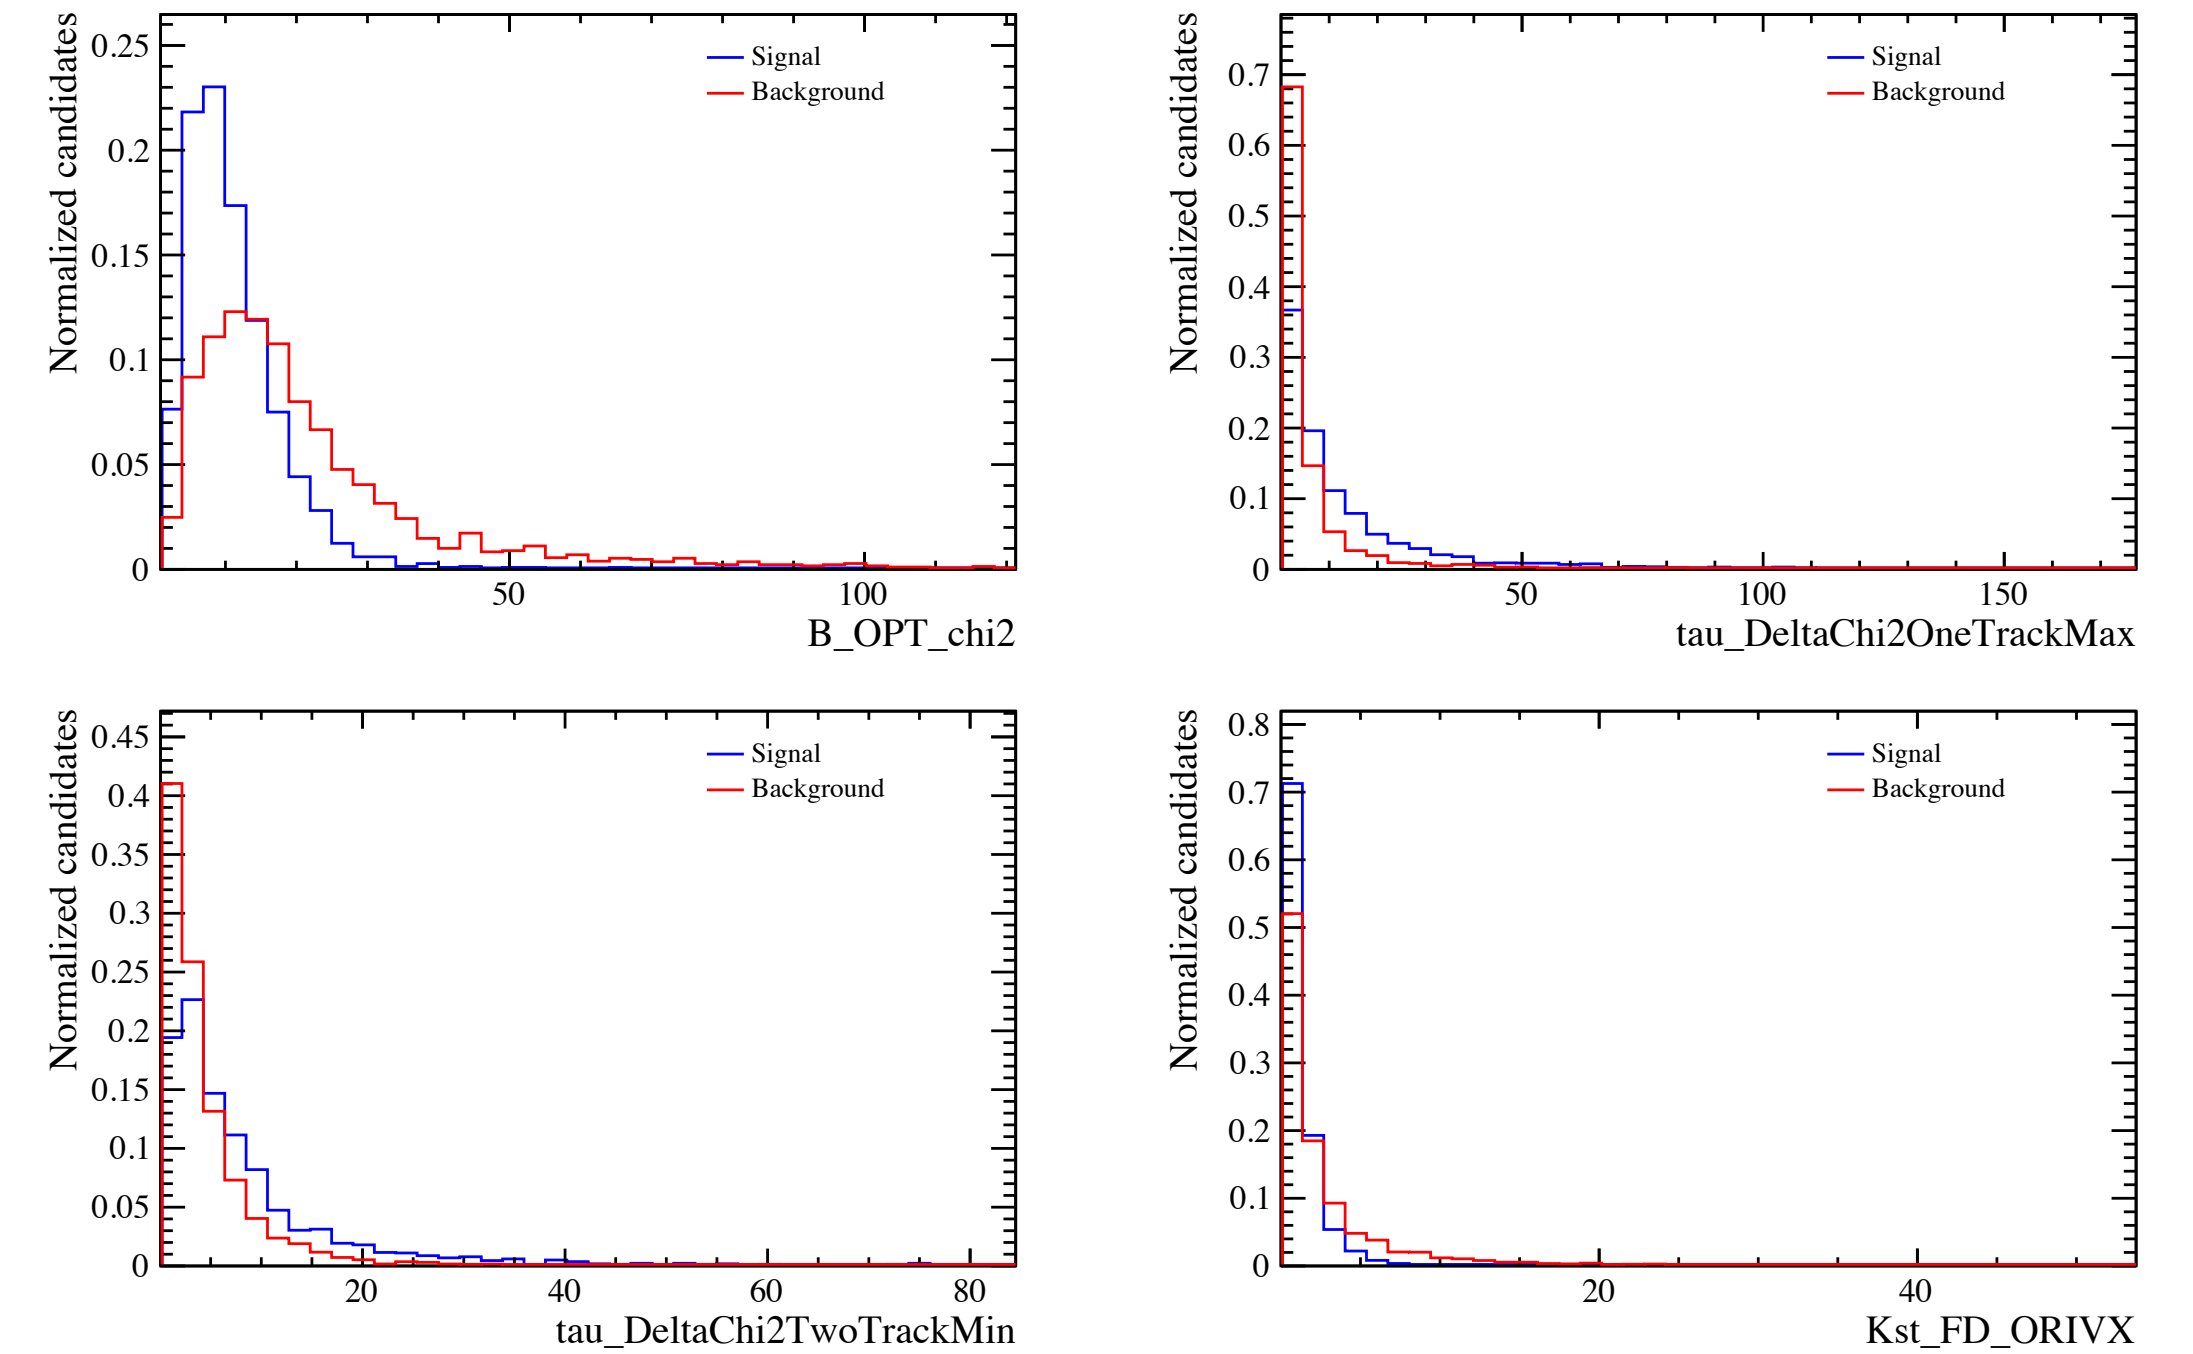 Normalized candidates
0.25
0.2
0.15
0.1
0.05
0
Signal
Background
50
100
B_OPT_chi2
Normalized candidates
0.7
0.6
0.5
0.4
0.3
0.2
0.1
0
Signal
Background
50
100
150
tau_DeltaChi2OneTrackMax
Normalized candidates
0.45
0.4
0.35
0.3
0.25
0.2
0.15
0.1
0.05
0
Signal
Background
20
40
60
80
tau_DeltaChi2TwoTrackMin
Normalized candidates
0.8
0.7
0.6
0.5
0.4
0.3
0.2
0.1
0
Signal
Background
20
40
Kst_FD_ORIVX